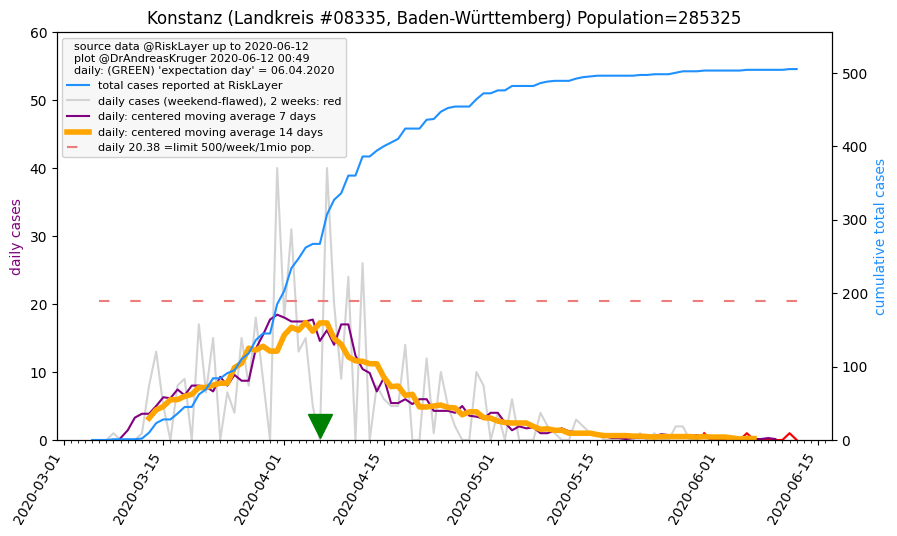 Konstanz (Landkreis #08335, Baden-Württemberg) Population=285325
source data @RiskLayer up to 2020-06-12
plot @DrAndreasKruger 2020-06-12 00:49
daily: (GREEN) 'expectation day' = 06.04.2020
total cases reported at RiskLayer
daily cases (weekend-flawed), 2 weeks: red
daily: centered moving average 7 days
daily: centered moving average 14 days
daily 20.38 =limit 500/week/1mio pop.
daily cases
60
50
40
30
20
10
0
cumulative total cases
500
400
300
200
100
0
2020-03-01
2020-03-15
2020-04-01
2020-04-15
2020-05-01
2020-05-15
2020-06-01
2020-06-15